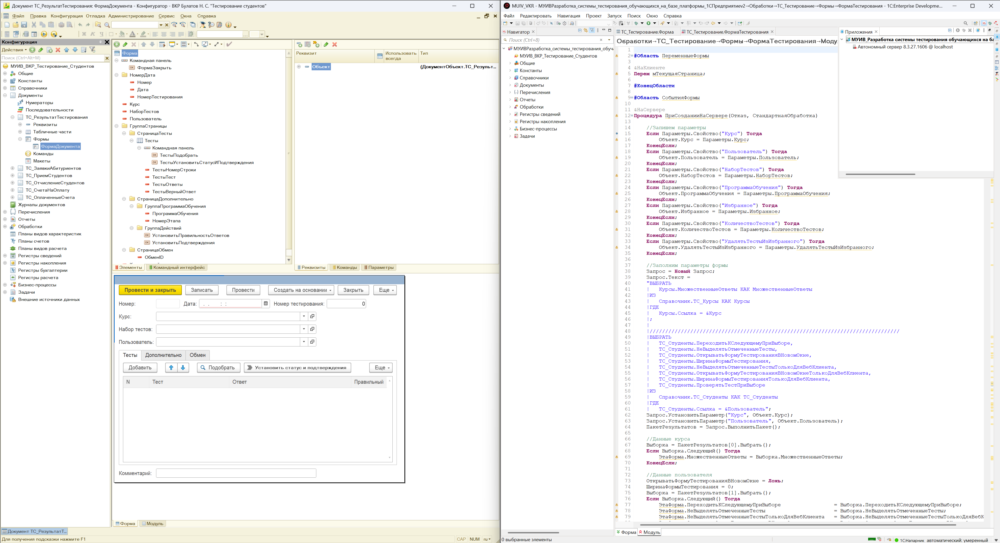 Документ ТС_РезультатТестирования: ФормаДокумента - Конфигуратор - ВКР Булатов Н. С. "Тестирование студентов"
Файл Правка Конфигурация Отладка Администрирование Сервис Окна Справка
Конфигурация
Действия
Поиск (Ctrl+Alt+M)
МУИВ_ВКР_Тестирование_Студентов
Общие
Константы
Справочники
Документы
Нумераторы
Последовательности
ТС_РезультатТестирования
Реквизиты
Табличные части
Формы
ФормаДокумента
Команды
Макеты
ТС_ЗаявкиАбитуриентов
ТС_ПриемСтудентов
ТС_ОтчислениеСтудентов
ТС_СчетаНаОплату
ТС_ОплаченныеСчета
Журналы документов
Перечисления
Отчеты
Обработки
Планы видов характеристик
Планы счетов
Планы видов расчета
Регистры сведений
Регистры накопления
Регистры бухгалтерии
Регистры расчета
Бизнес-процессы
Задачи
Внешние источники данных
Форма
Командная панель
ФормаЗакрыть
НомерДата
Номер
Дата
НомерТестирования
Курс
НаборТестов
Пользователь
ГруппаСтраницы
СтраницаТесты
Тесты
Командная панель
ТестыПодобрать
ТестыУстановитьСтатусИПодтверждения
ТестыНомерСтроки
ТестыТест
ТестыОтветы
ТестыВерныйОтвет
СтраницаДополнительно
ГруппаПрограммаОбучения
ПрограммаОбучения
НомерЭтапа
ГруппаДействий
УстановитьПравильностьОтветов
УстановитьПодтверждения
СтраницаОбмен
ОбменID
Элементы Командный интерфейс
Реквизит Использовать всегда Тип
Объект (ДокументОбъект.ТС_Результ...
Реквизиты Команды Параметры
Провести и закрыть Записать Провести Создать на основании Закрыть Еще
Номер: Дата: . . : : Номер тестирования: 0
Курс:
Набор тестов:
Пользователь:
Тесты Дополнительно Обмен
Добавить Подобрать Установить статус и подтверждения Еще
N Тест Ответ Правильный
Комментарий:
Форма Модуль
Документ ТС_РезультатТ...
Для получения подсказки нажмите F1
CAP NUM ru
MUIV_VKR - МУИВРазработка_системы_тестирования_обучающихся_на_базе_платформы_1СПредприятиеv2→Обработки→ТС_Тестирование→Формы→ФормаТестирования - 1C:Enterprise Developme...
Файл Редактировать Навигация Проект Запуск Поиск Окно Справка
Навигатор
Поиск (Ctrl+8)
МУИВРазработка_системы_тестирования_обуч
МУИВ_ВКР_Тестирование_Студентов
Общие
Константы
Справочники
Документы
Перечисления
Отчеты
Обработки
Регистры сведений
Регистры накопления
Бизнес-процессы
Задачи
ТС_Тестирование.Форма ТС_Тестирование.ФормаТестирования
Обработки→ТС_Тестирование→Формы→ФормаТестирования→Моду
Приложения
МУИВ_Разработка системы тестирования обучающихся на ба
Автономный сервер 8.3.27.1606 @ localhost
1
2 #Область ПеременныеФормы
3
4 &НаКлиенте
5 Перем мТекущаяСтраница;
6
7 #КонецОбласти
8
9 #Область СобытияФормы
10
11 &НаСервере
12 Процедура ПриСозданииНаСервере(Отказ, СтандартнаяОбработка)
13
14 //Запишем параметры
15 Если Параметры.Свойство("Курс") Тогда
16 Объект.Курс = Параметры.Курс;
17 КонецЕсли;
18 Если Параметры.Свойство("Пользователь") Тогда
19 Объект.Пользователь = Параметры.Пользователь;
20 КонецЕсли;
21 Если Параметры.Свойство("НаборТестов") Тогда
22 Объект.НаборТестов = Параметры.НаборТестов;
23 КонецЕсли;
24 Если Параметры.Свойство("ПрограммаОбучения") Тогда
25 Объект.ПрограммаОбучения = Параметры.ПрограммаОбучения;
26 КонецЕсли;
27 Если Параметры.Свойство("Избранное") Тогда
28 Объект.Избранное = Параметры.Избранное;
29 КонецЕсли;
30 Если Параметры.Свойство("КоличествоТестов") Тогда
31 Объект.КоличествоТестов = Параметры.КоличествоТестов;
32 КонецЕсли;
33 Если Параметры.Свойство("УдалятьТестыИзИзбранного") Тогда
34 Объект.УдалятьТестыИзИзбранного = Параметры.УдалятьТестыИзИзбранного;
35 КонецЕсли;
36
37 //Заполним параметры формы
38 Запрос = Новый Запрос;
39 Запрос.Текст =
40 "ВЫБРАТЬ
41 | Курсы.МножественныеОтветы КАК МножественныеОтветы
42 |ИЗ
43 | Справочник.ТС_Курсы КАК Курсы
44 |ГДЕ
45 | Курсы.Ссылка = &Курс
46 |;
47 |
48 |////////////////////////////////////////////////////////////////////////////////
49 |ВЫБРАТЬ
50 | ТС_Студенты.ПереходитьКСледующемуПриВыборе,
51 | ТС_Студенты.НеВыделятьОтмеченныеТесты,
52 | ТС_Студенты.ОткрыватьФормуТестированияВНовомОкне,
53 | ТС_Студенты.ШиринаФормыТестирования,
54 | ТС_Студенты.НеВыделятьОтмеченныеТестыТолькоДляВебКлиента,
55 | ТС_Студенты.ОткрыватьФормуТестированияВНовомОкнеТолькоДляВебКлиента,
56 | ТС_Студенты.ШиринаФормыТестированияТолькоДляВебКлиента,
57 | ТС_Студенты.ПроверятьТестПриВыборе
58 |ИЗ
59 | Справочник.ТС_Студенты КАК ТС_Студенты
60 |ГДЕ
61 | ТС_Студенты.Ссылка = &Пользователь";
62 Запрос.УстановитьПараметр("Курс", Объект.Курс);
63 Запрос.УстановитьПараметр("Пользователь", Объект.Пользователь);
64 ПакетРезультатов = Запрос.ВыполнитьПакет();
65
66 //Данные курса
67 Выборка = ПакетРезультатов[0].Выбрать();
68 Если Выборка.Следующий() Тогда
69 ЭтаФорма.МножественныеОтветы = Выборка.МножественныеОтветы;
70 КонецЕсли;
71
72 //Данные пользователя
73 ОткрыватьФормуТестированияВНовомОкне = Ложь;
74 ШиринаФормыТестирования = 0;
75 Выборка = ПакетРезультатов[1].Выбрать();
76 Если Выборка.Следующий() Тогда
77 ЭтаФорма.ПереходитьКСледующемуПриВыборе = Выборка.ПереходитьКСледующемуПриВыборе;
78 ЭтаФорма.НеВыделятьОтмеченныеТесты = Выборка.НеВыделятьОтмеченныеТесты;
79 ЭтаФорма.НеВыделятьОтмеченныеТестыТолькоДляВебКлиента = Выборка.НеВыделятьОтмеченныеТестыТолькоДляВебК
Форма Модуль
0 выбранные элементы
1С:Напарник автоматический: умеренный